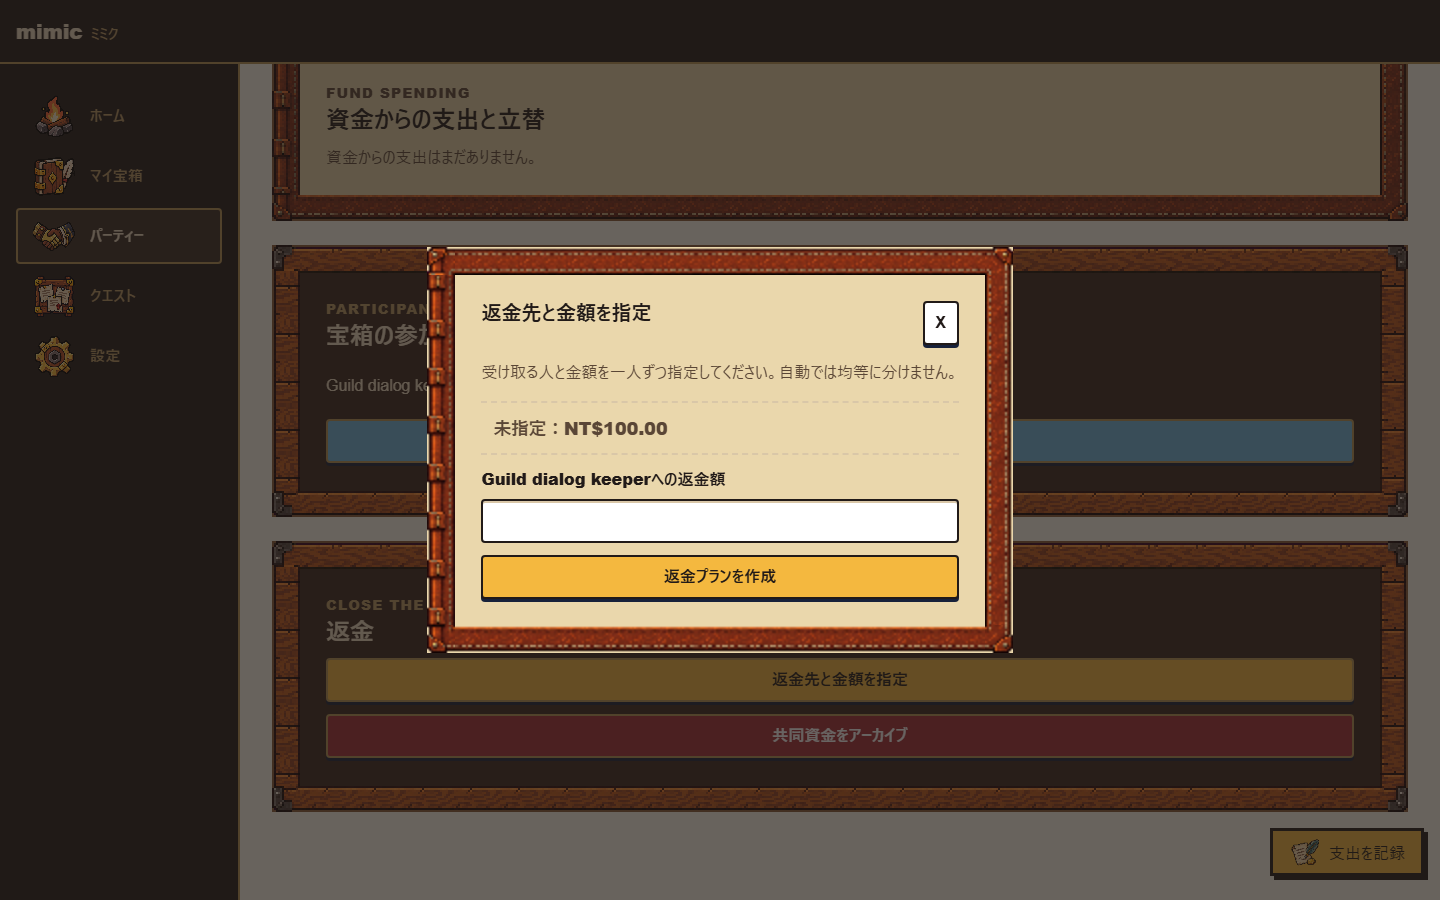 mimic ミミク
ホーム
マイ宝箱
パーティー
クエスト
設定
FUND SPENDING
資金からの支出と立替
資金からの支出はまだありません。
宝箱の参
Guild dialog
返金先と金額を指定
X
受け取る人と金額を一人ずつ指定してください。自動では均等に分けません。
未指定：NT$100.00
Guild dialog keeperへの返金額
返金プランを作成
CLOSE THE
返金
返金先と金額を指定
共同資金をアーカイブ
支出を記録